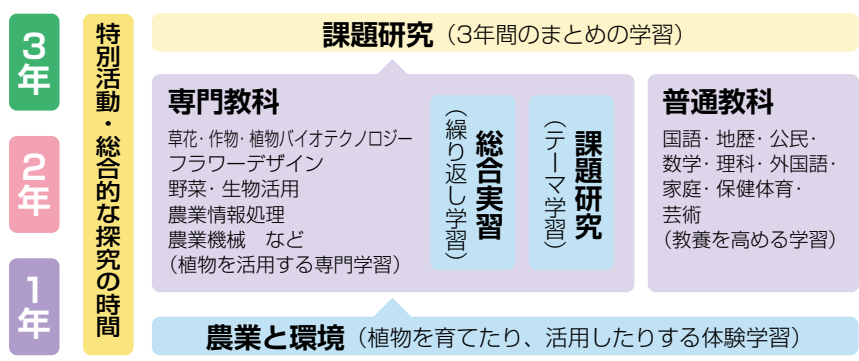 3年
2年
1年
特別活動・総合的な探究の時間
課題研究（3年間のまとめの学習）
専門教科
草花・作物・植物バイオテクノロジー
フラワーデザイン
野菜・生物活用
農業情報処理
農業機械　など
（植物を活用する専門学習）
総合実習
（繰り返し学習）
課題研究
（テーマ学習）
普通教科
国語・地歴・公民・
数学・理科・外国語・
家庭・保健体育・
芸術
（教養を高める学習）
農業と環境（植物を育てたり、活用したりする体験学習）